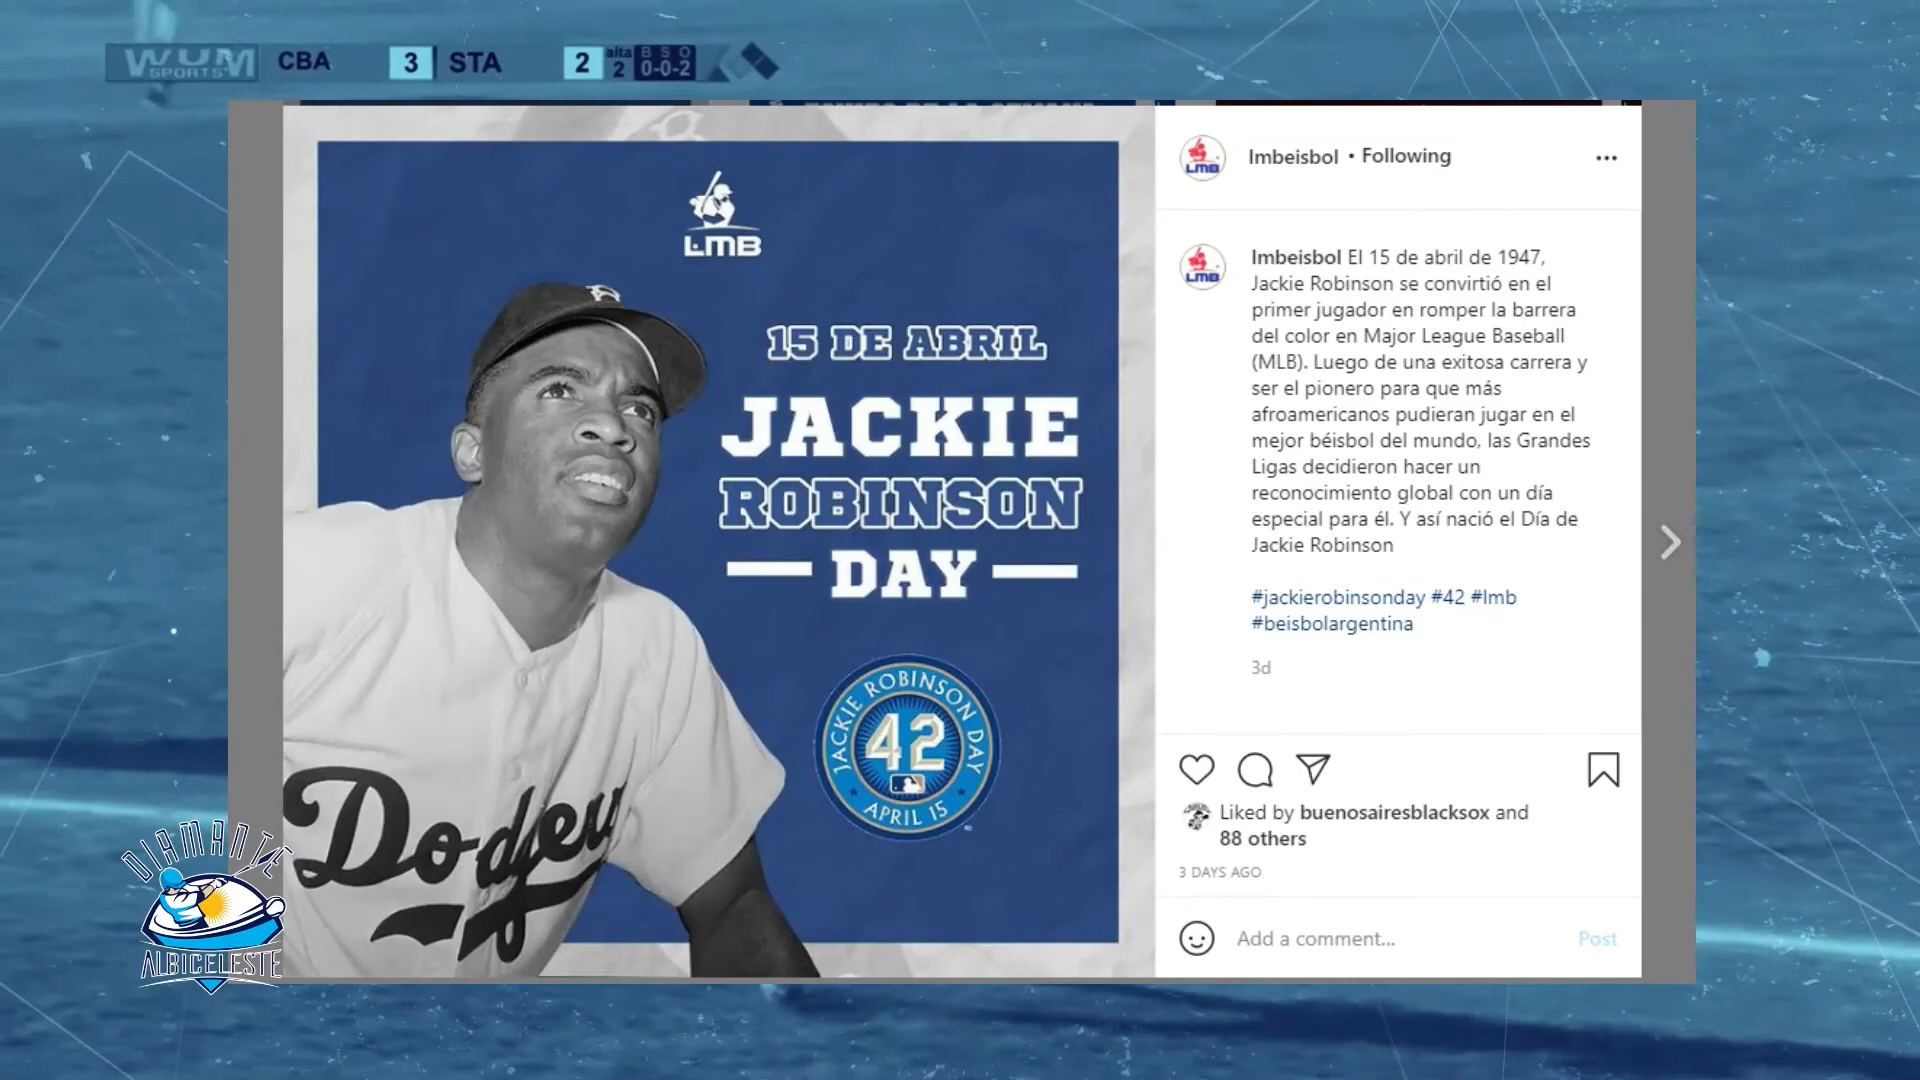 WUM
SPORTS
CBA 3 STA 2 alta 2 B S O 0-0-2
LMB
15 DE ABRIL
JACKIE
ROBINSON
DAY
JACKIE ROBINSON DAY
42
APRIL 15
Dodgers
DIAMANTE
ALBICELESTE
LMB
lmbeisbol • Following
LMB
lmbeisbol El 15 de abril de 1947,
Jackie Robinson se convirtió en el
primer jugador en romper la barrera
del color en Major League Baseball
(MLB). Luego de una exitosa carrera y
ser el pionero para que más
afroamericanos pudieran jugar en el
mejor béisbol del mundo, las Grandes
Ligas decidieron hacer un
reconocimiento global con un día
especial para él. Y así nació el Día de
Jackie Robinson
#jackierobinsonday #42 #lmb
#beisbolargentina
3d
Liked by buenosairesblacksox and
88 others
3 DAYS AGO
Add a comment... Post